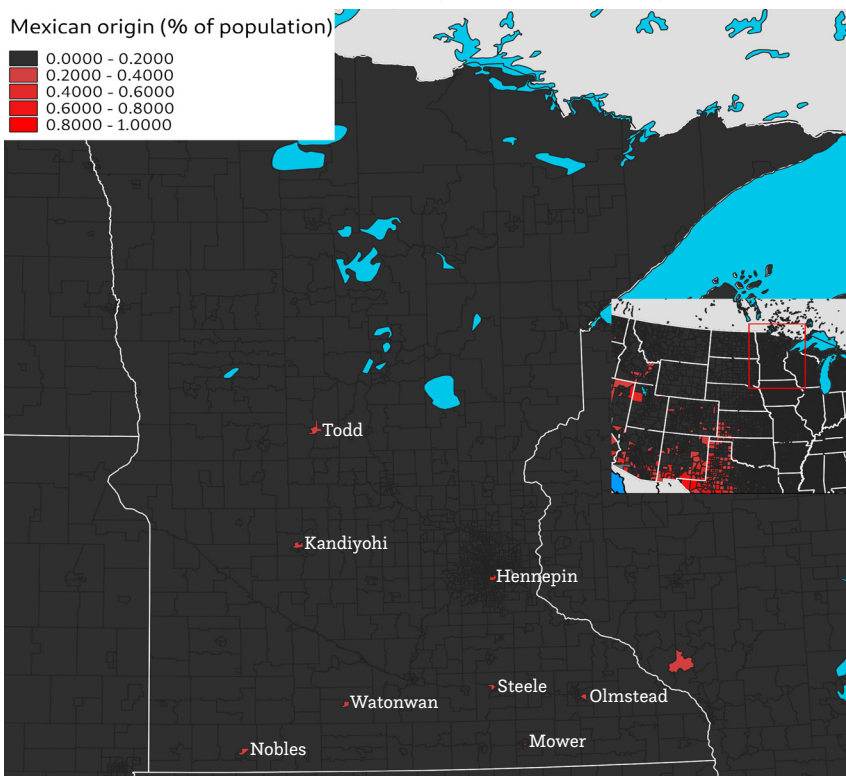 Mexican origin (% of population)
0.0000 - 0.2000
0.2000 - 0.4000
0.4000 - 0.6000
0.6000 - 0.8000
0.8000 - 1.0000
Todd
Kandiyohi
Hennepin
Steele
Olmstead
Watonwan
Mower
Nobles